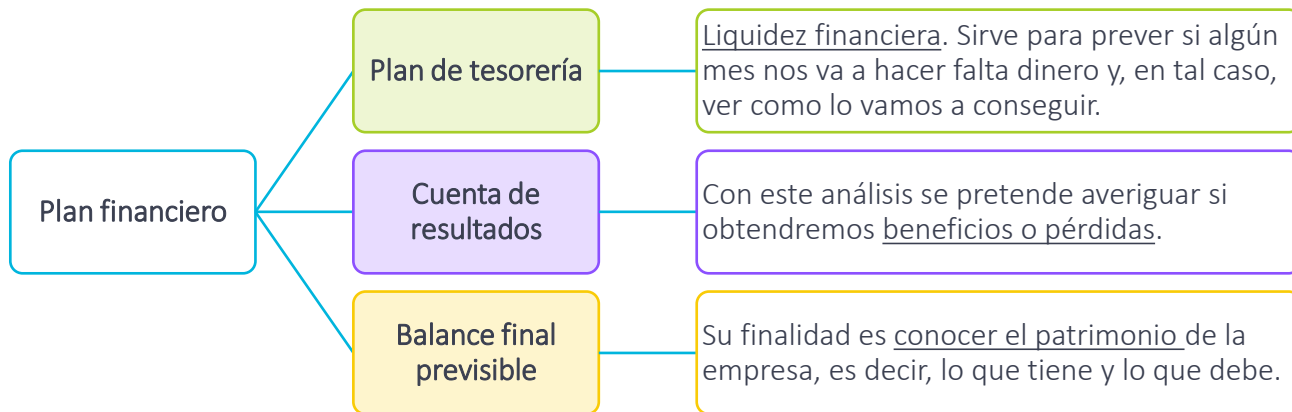 Plan financiero
Plan de tesorería
Liquidez financiera. Sirve para prever si algún
mes nos va a hacer falta dinero y, en tal caso,
ver como lo vamos a conseguir.
Cuenta de
resultados
Con este análisis se pretende averiguar si
obtendremos beneficios o pérdidas.
Balance final
previsible
Su finalidad es conocer el patrimonio de la
empresa, es decir, lo que tiene y lo que debe.